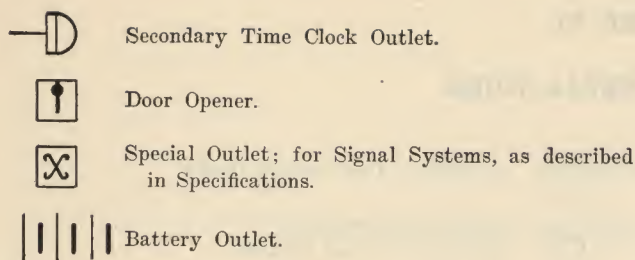 Secondary Time Clock Outlet.
Door Opener.
Special Outlet; for Signal Systems, as described
in Specifications.
Battery Outlet.